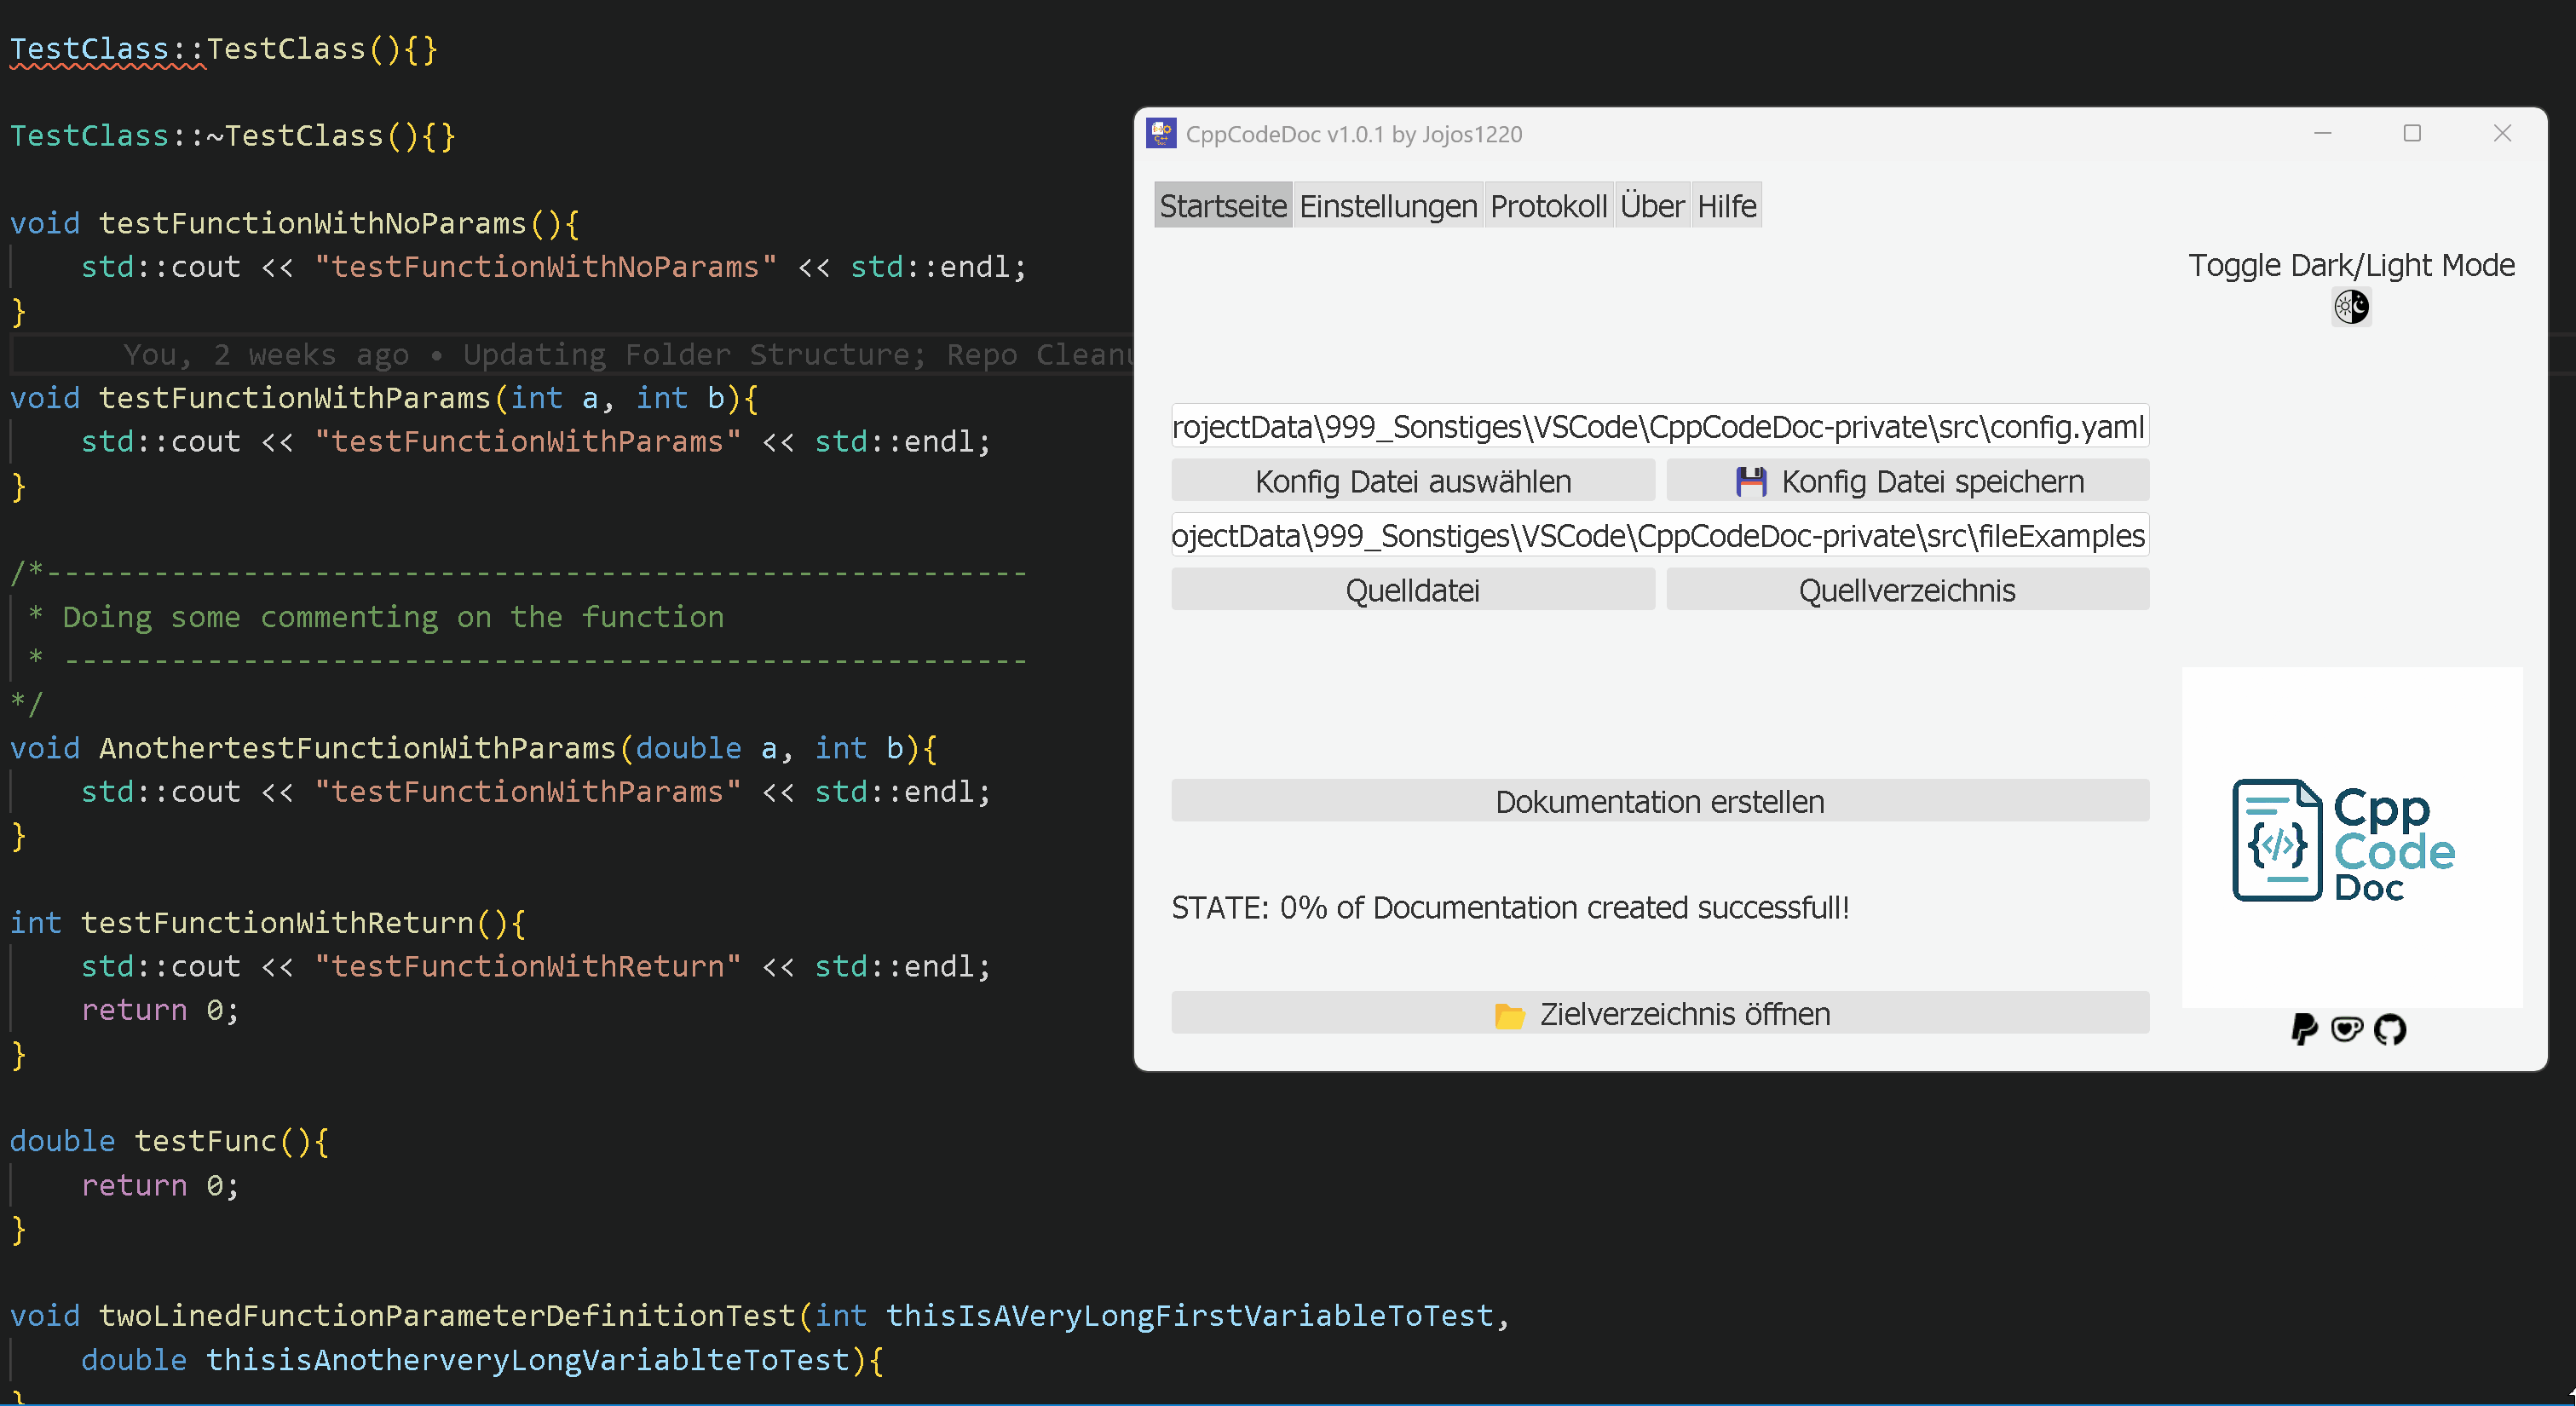 TestClass::TestClass(){}
TestClass::~TestClass(){}
void testFunctionWithNoParams(){
std::cout << "testFunctionWithNoParams" << std::endl;
}
You, 2 weeks ago • Updating Folder Structure; Repo
void testFunctionWithParams(int a, int b){
std::cout << "testFunctionWithParams" << std::endl;
}
/*-------------------------------------------------------
* Doing some commenting on the function
* ------------------------------------------------------
*/
void AnothertestFunctionWithParams(double a, int b){
std::cout << "testFunctionWithParams" << std::endl;
}
int testFunctionWithReturn(){
std::cout << "testFunctionWithReturn" << std::endl;
return 0;
}
double testFunc(){
return 0;
}
void twoLinedFunctionParameterDefinitionTest(int thisIsAVeryLongFirstVariableToTest,
double thisisAnotherveryLongVariablteToTest){
}
CppCodeDoc v1.0.1 by Jojos1220
Startseite Einstellungen Protokoll Über Hilfe
Toggle Dark/Light Mode
rojectData\999_Sonstiges\VSCode\CppCodeDoc-private\src\config.yaml
Konfig Datei auswählen
Konfig Datei speichern
ojectData\999_Sonstiges\VSCode\CppCodeDoc-private\src\fileExamples
Quelldatei
Quellverzeichnis
Dokumentation erstellen
STATE: 0% of Documentation created successfull!
Zielverzeichnis öffnen
{</>}
Cpp
Code
Doc